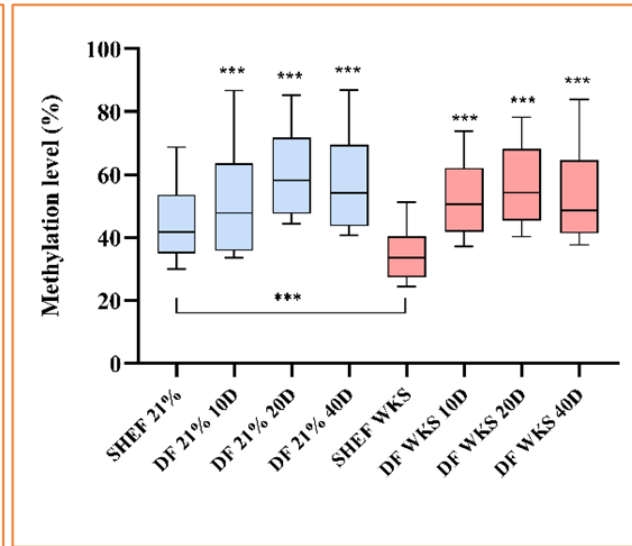 100
80
60
40
20
0
Methylation level (%)
***
***
***
***
***
***
***
SHEF 21%
DF 21% 10D
DF 21% 20D
DF 21% 40D
SHEF WKS
DF WKS 10D
DF WKS 20D
DF WKS 40D